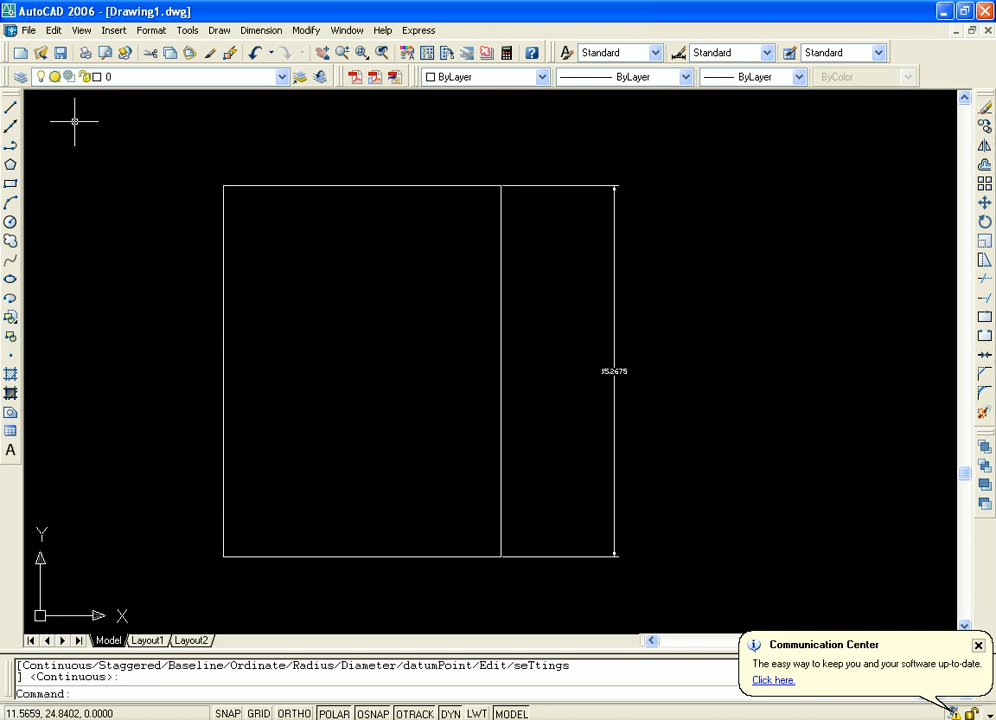 AutoCAD 2006 - [Drawing1.dwg]
File Edit View Insert Format Tools Draw Dimension Modify Window Help Express
Standard Standard Standard
0 ByLayer ByLayer ByLayer ByColor
A
15.2675
Y
X
Model Layout1 Layout2
[Continuous/Staggered/Baseline/Ordinate/Radius/Diameter/datumPoint/Edit/seTtings
] <Continuous>:
Command:
Communication Center
The easy way to keep you and your software up-to-date.
Click here.
11.5659, 24.8402, 0.0000 SNAP GRID ORTHO POLAR OSNAP OTRACK DYN LWT MODEL